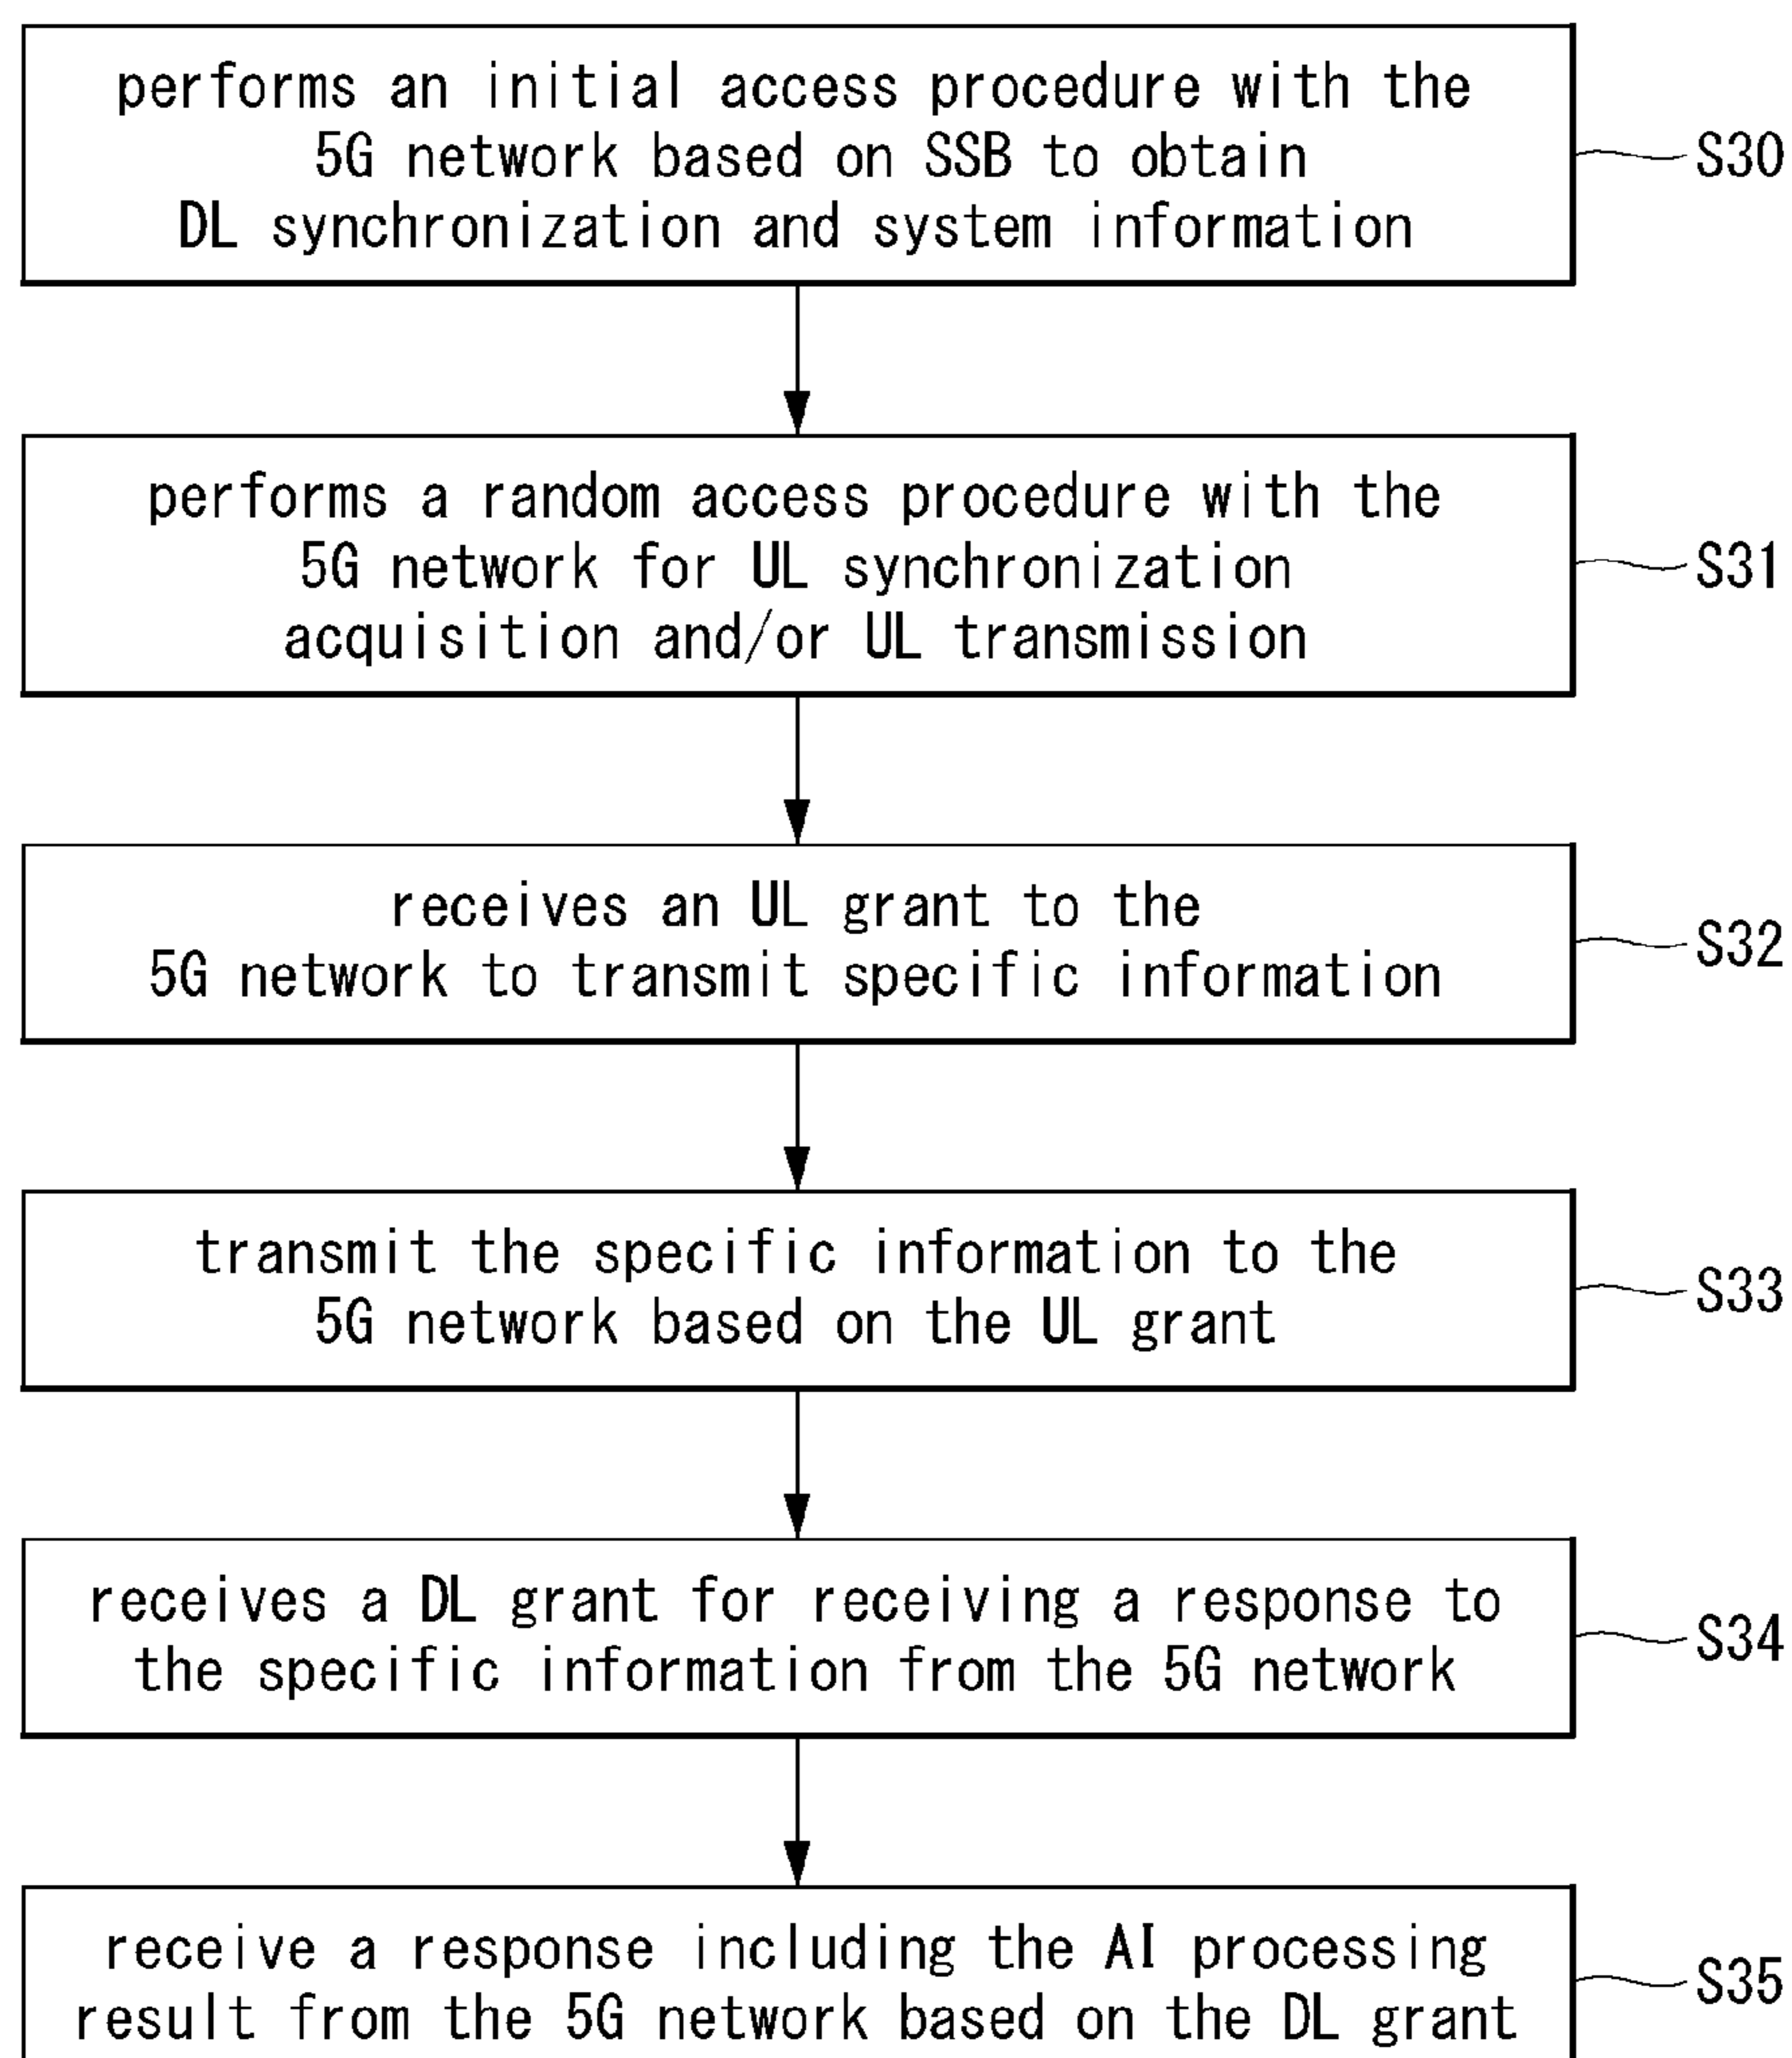 performs an initial access procedure with the
5G network based on SSB to obtain
DL synchronization and system information
S30
performs a random access procedure with the
5G network for UL synchronization
acquisition and/or UL transmission
S31
receives an UL grant to the
5G network to transmit specific information
S32
transmit the specific information to the
5G network based on the UL grant
S33
receives a DL grant for receiving a response to
the specific information from the 5G network
S34
receive a response including the AI processing
result from the 5G network based on the DL grant
S35